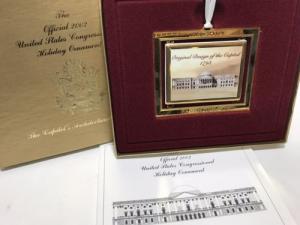 The
Official 2002
United States Congressional
Holiday Ornament
The Capitol's Architecture
Original Design of the Capitol
1793
Official 2002
United States Congressional
Holiday Ornament